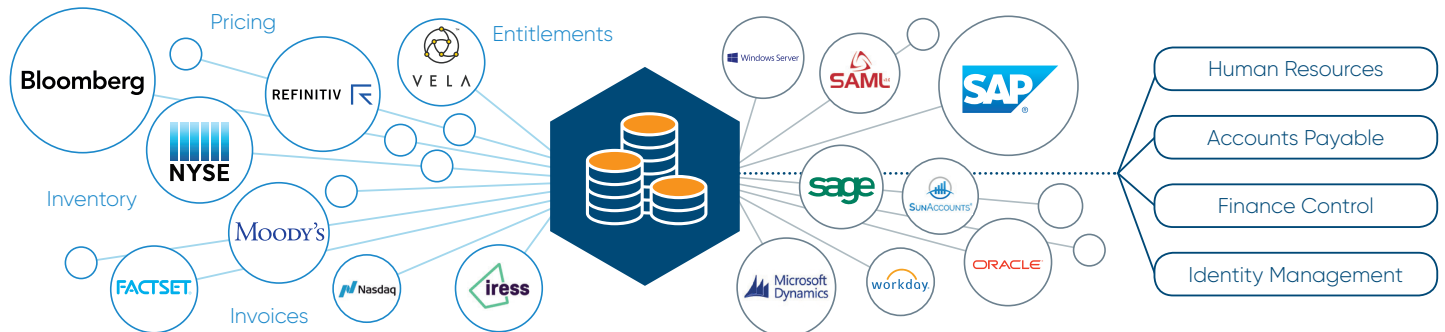 Pricing
Entitlements
Bloomberg
REFINITIV
VELA
™
NYSE
Inventory
MOODY'S
FACTSET
Nasdaq
iress
Invoices
Windows Server
SAML
SAP
®
sage
SUNACCOUNTS
Microsoft
Dynamics
workday.
ORACLE
Human Resources
Accounts Payable
Finance Control
Identity Management